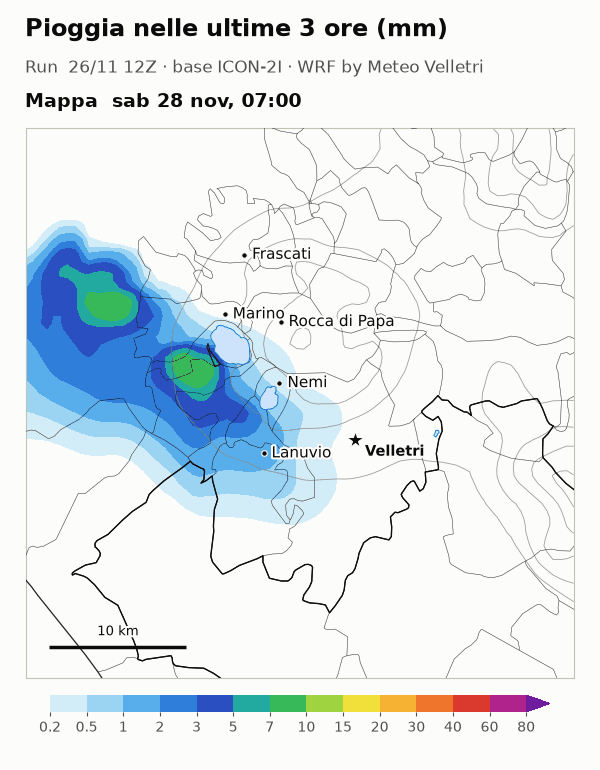 Pioggia nelle ultime 3 ore (mm)
Run  26/11 12Z · base ICON-2I · WRF by Meteo Velletri
Mappa  sab 28 nov, 07:00
Frascati
Marino
Rocca di Papa
Nemi
Velletri
Lanuvio
10 km
0.2 0.5 1 2 3 5 7 10 15 20 30 40 60 80